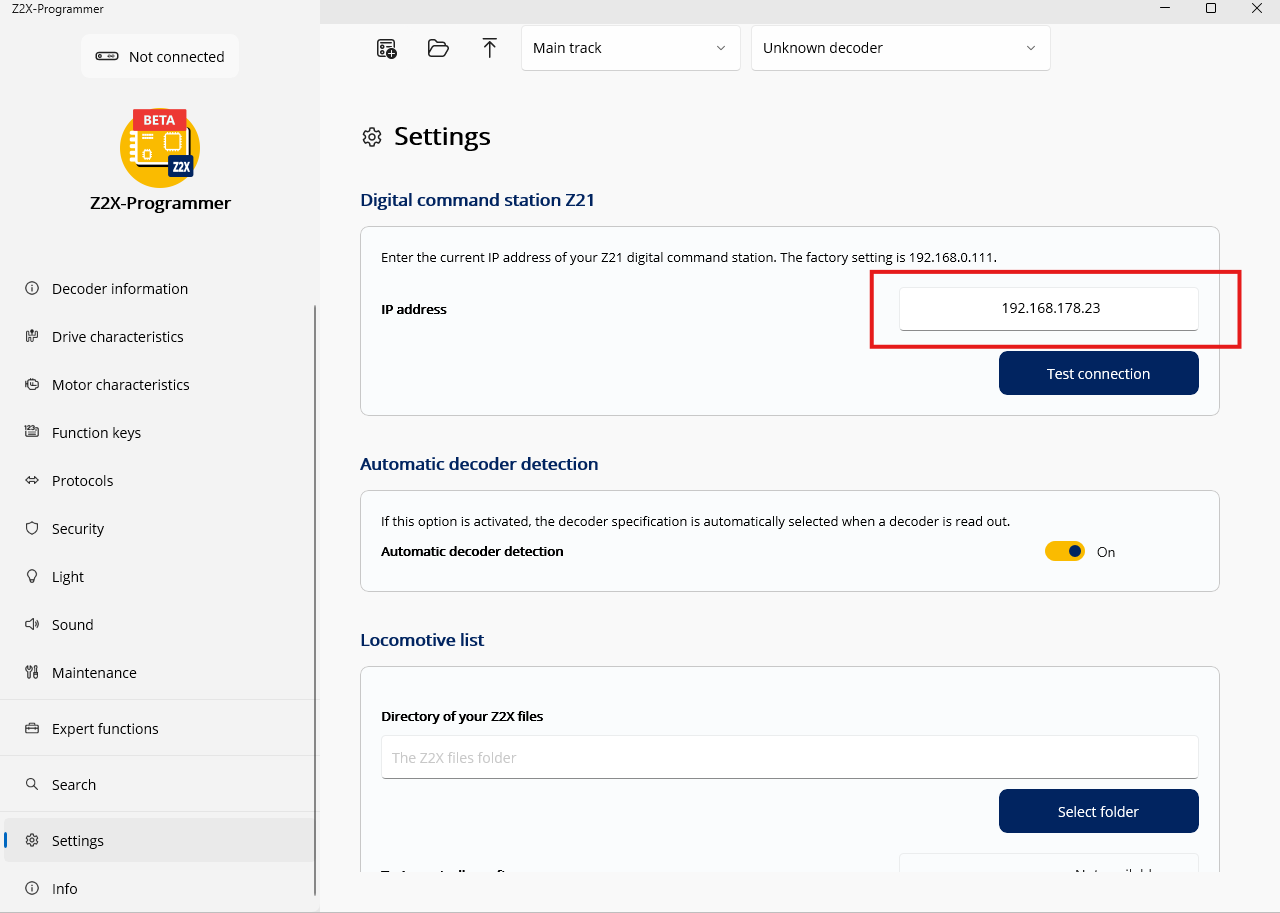 Z2X-Programmer
Not connected
BETA
Z2X
Z2X-Programmer
Decoder information
Drive characteristics
Motor characteristics
Function keys
Protocols
Security
Light
Sound
Maintenance
Expert functions
Search
Settings
Info
Main track
Unknown decoder
Settings
Digital command station Z21
Enter the current IP address of your Z21 digital command station. The factory setting is 192.168.0.111.
IP address
192.168.178.23
Test connection
Automatic decoder detection
If this option is activated, the decoder specification is automatically selected when a decoder is read out.
Automatic decoder detection
On
Locomotive list
Directory of your Z2X files
The Z2X files folder
Select folder